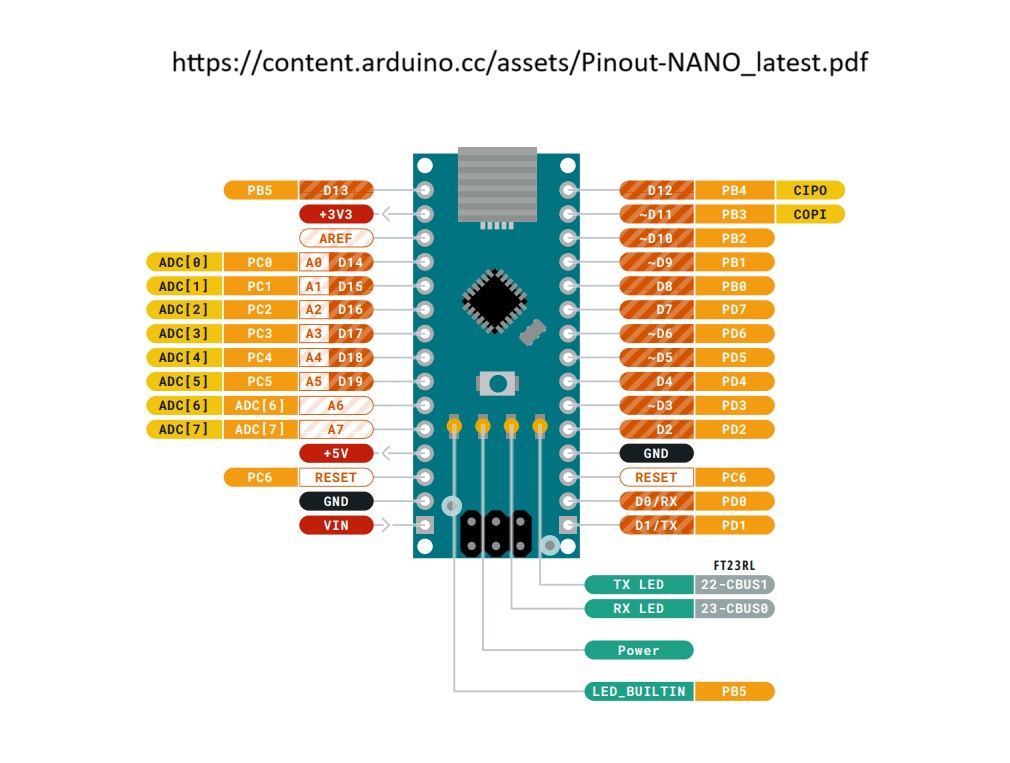 https://content.arduino.cc/assets/Pinout-NANO_latest.pdf
PB5 D13 D12 PB4 CIPO
+3V3 ~D11 PB3 COPI
AREF ~D10 PB2
ADC[0] PC0 A0 D14 ~D9 PB1
ADC[1] PC1 A1 D15 D8 PB0
ADC[2] PC2 A2 D16 D7 PD7
ADC[3] PC3 A3 D17 ~D6 PD6
ADC[4] PC4 A4 D18 ~D5 PD5
ADC[5] PC5 A5 D19 D4 PD4
ADC[6] ADC[6] A6 ~D3 PD3
ADC[7] ADC[7] A7 D2 PD2
+5V GND
PC6 RESET RESET PC6
GND D0/RX PD0
VIN D1/TX PD1
FT23RL
TX LED 22-CBUS1
RX LED 23-CBUS0
Power
LED_BUILTIN PB5